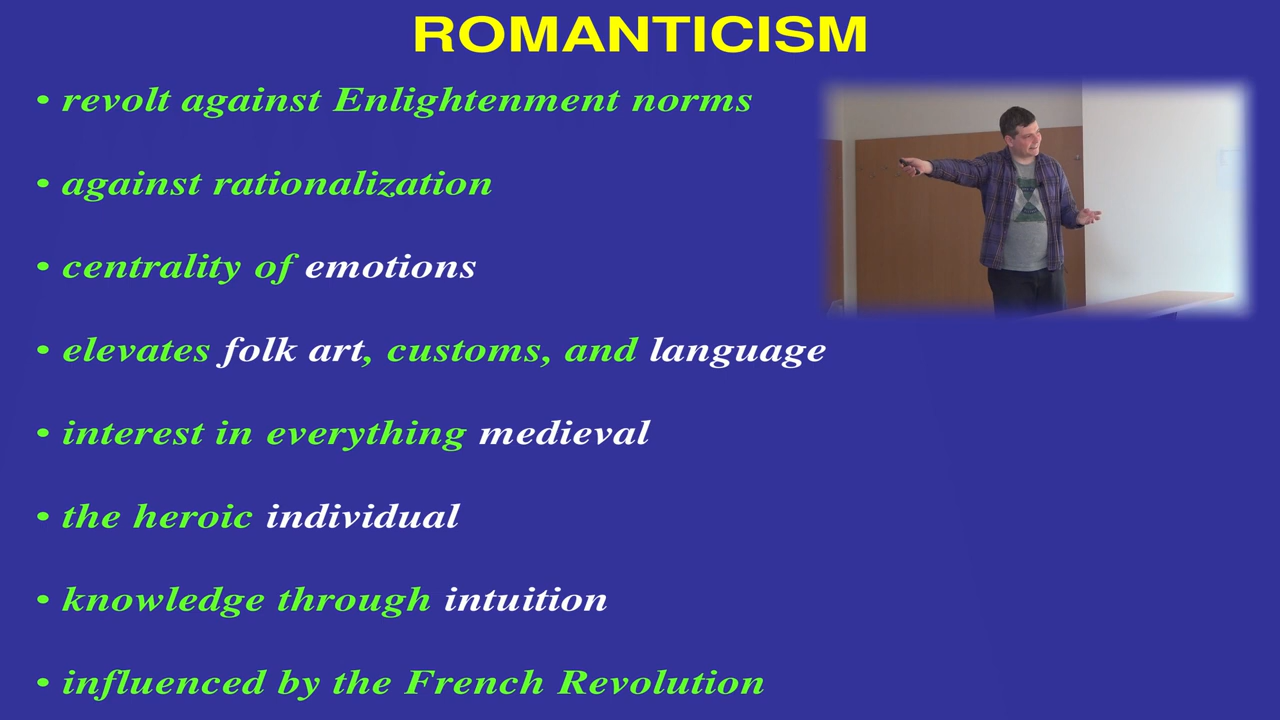 ROMANTICISM
• revolt against Enlightenment norms
• against rationalization
• centrality of emotions
• elevates folk art, customs, and language
• interest in everything medieval
• the heroic individual
• knowledge through intuition
• influenced by the French Revolution